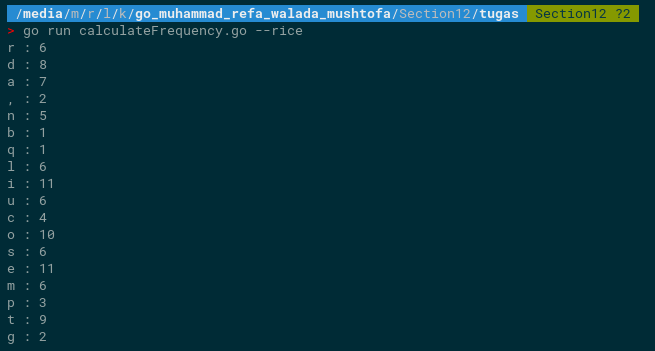 /media/m/r/l/k/go_muhammad_refa_walada_mushtofa/Section12/tugas Section12 ?2
> go run calculateFrequency.go --rice
r : 6
d : 8
a : 7
, : 2
n : 5
b : 1
q : 1
l : 6
i : 11
u : 6
c : 4
o : 10
s : 6
e : 11
m : 6
p : 3
t : 9
g : 2